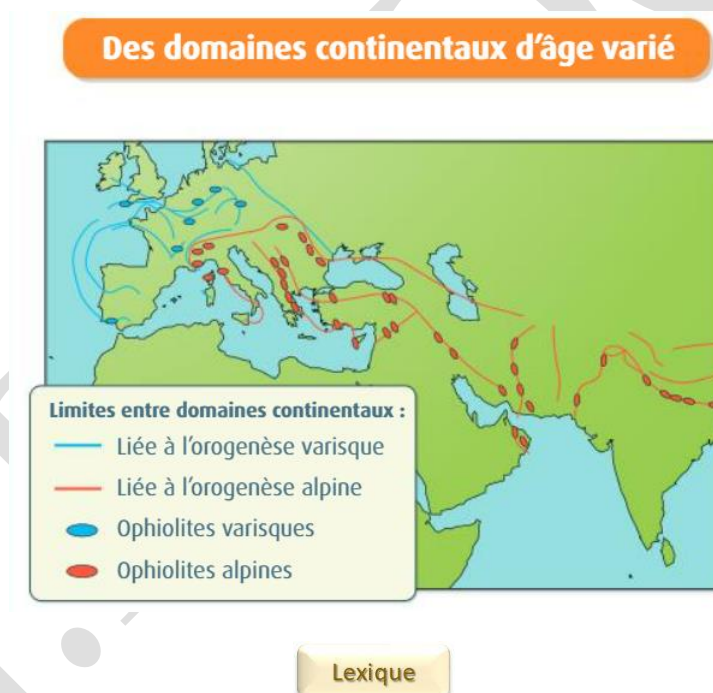 Des domaines continentaux d'âge varié
Limites entre domaines continentaux :
Liée à l'orogenèse varisque
Liée à l'orogenèse alpine
Ophiolites varisques
Ophiolites alpines
Lexique